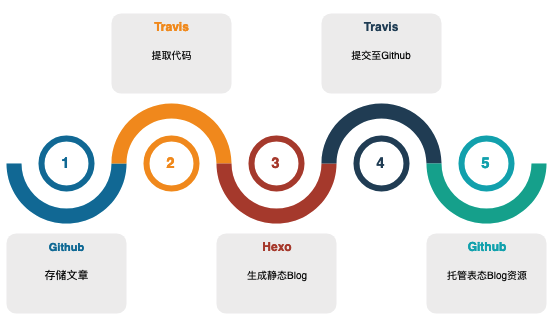 Travis
提取代码
Travis
提交至Github
1
2
3
4
5
Github
存储文章
Hexo
生成静态Blog
Github
托管表态Blog资源